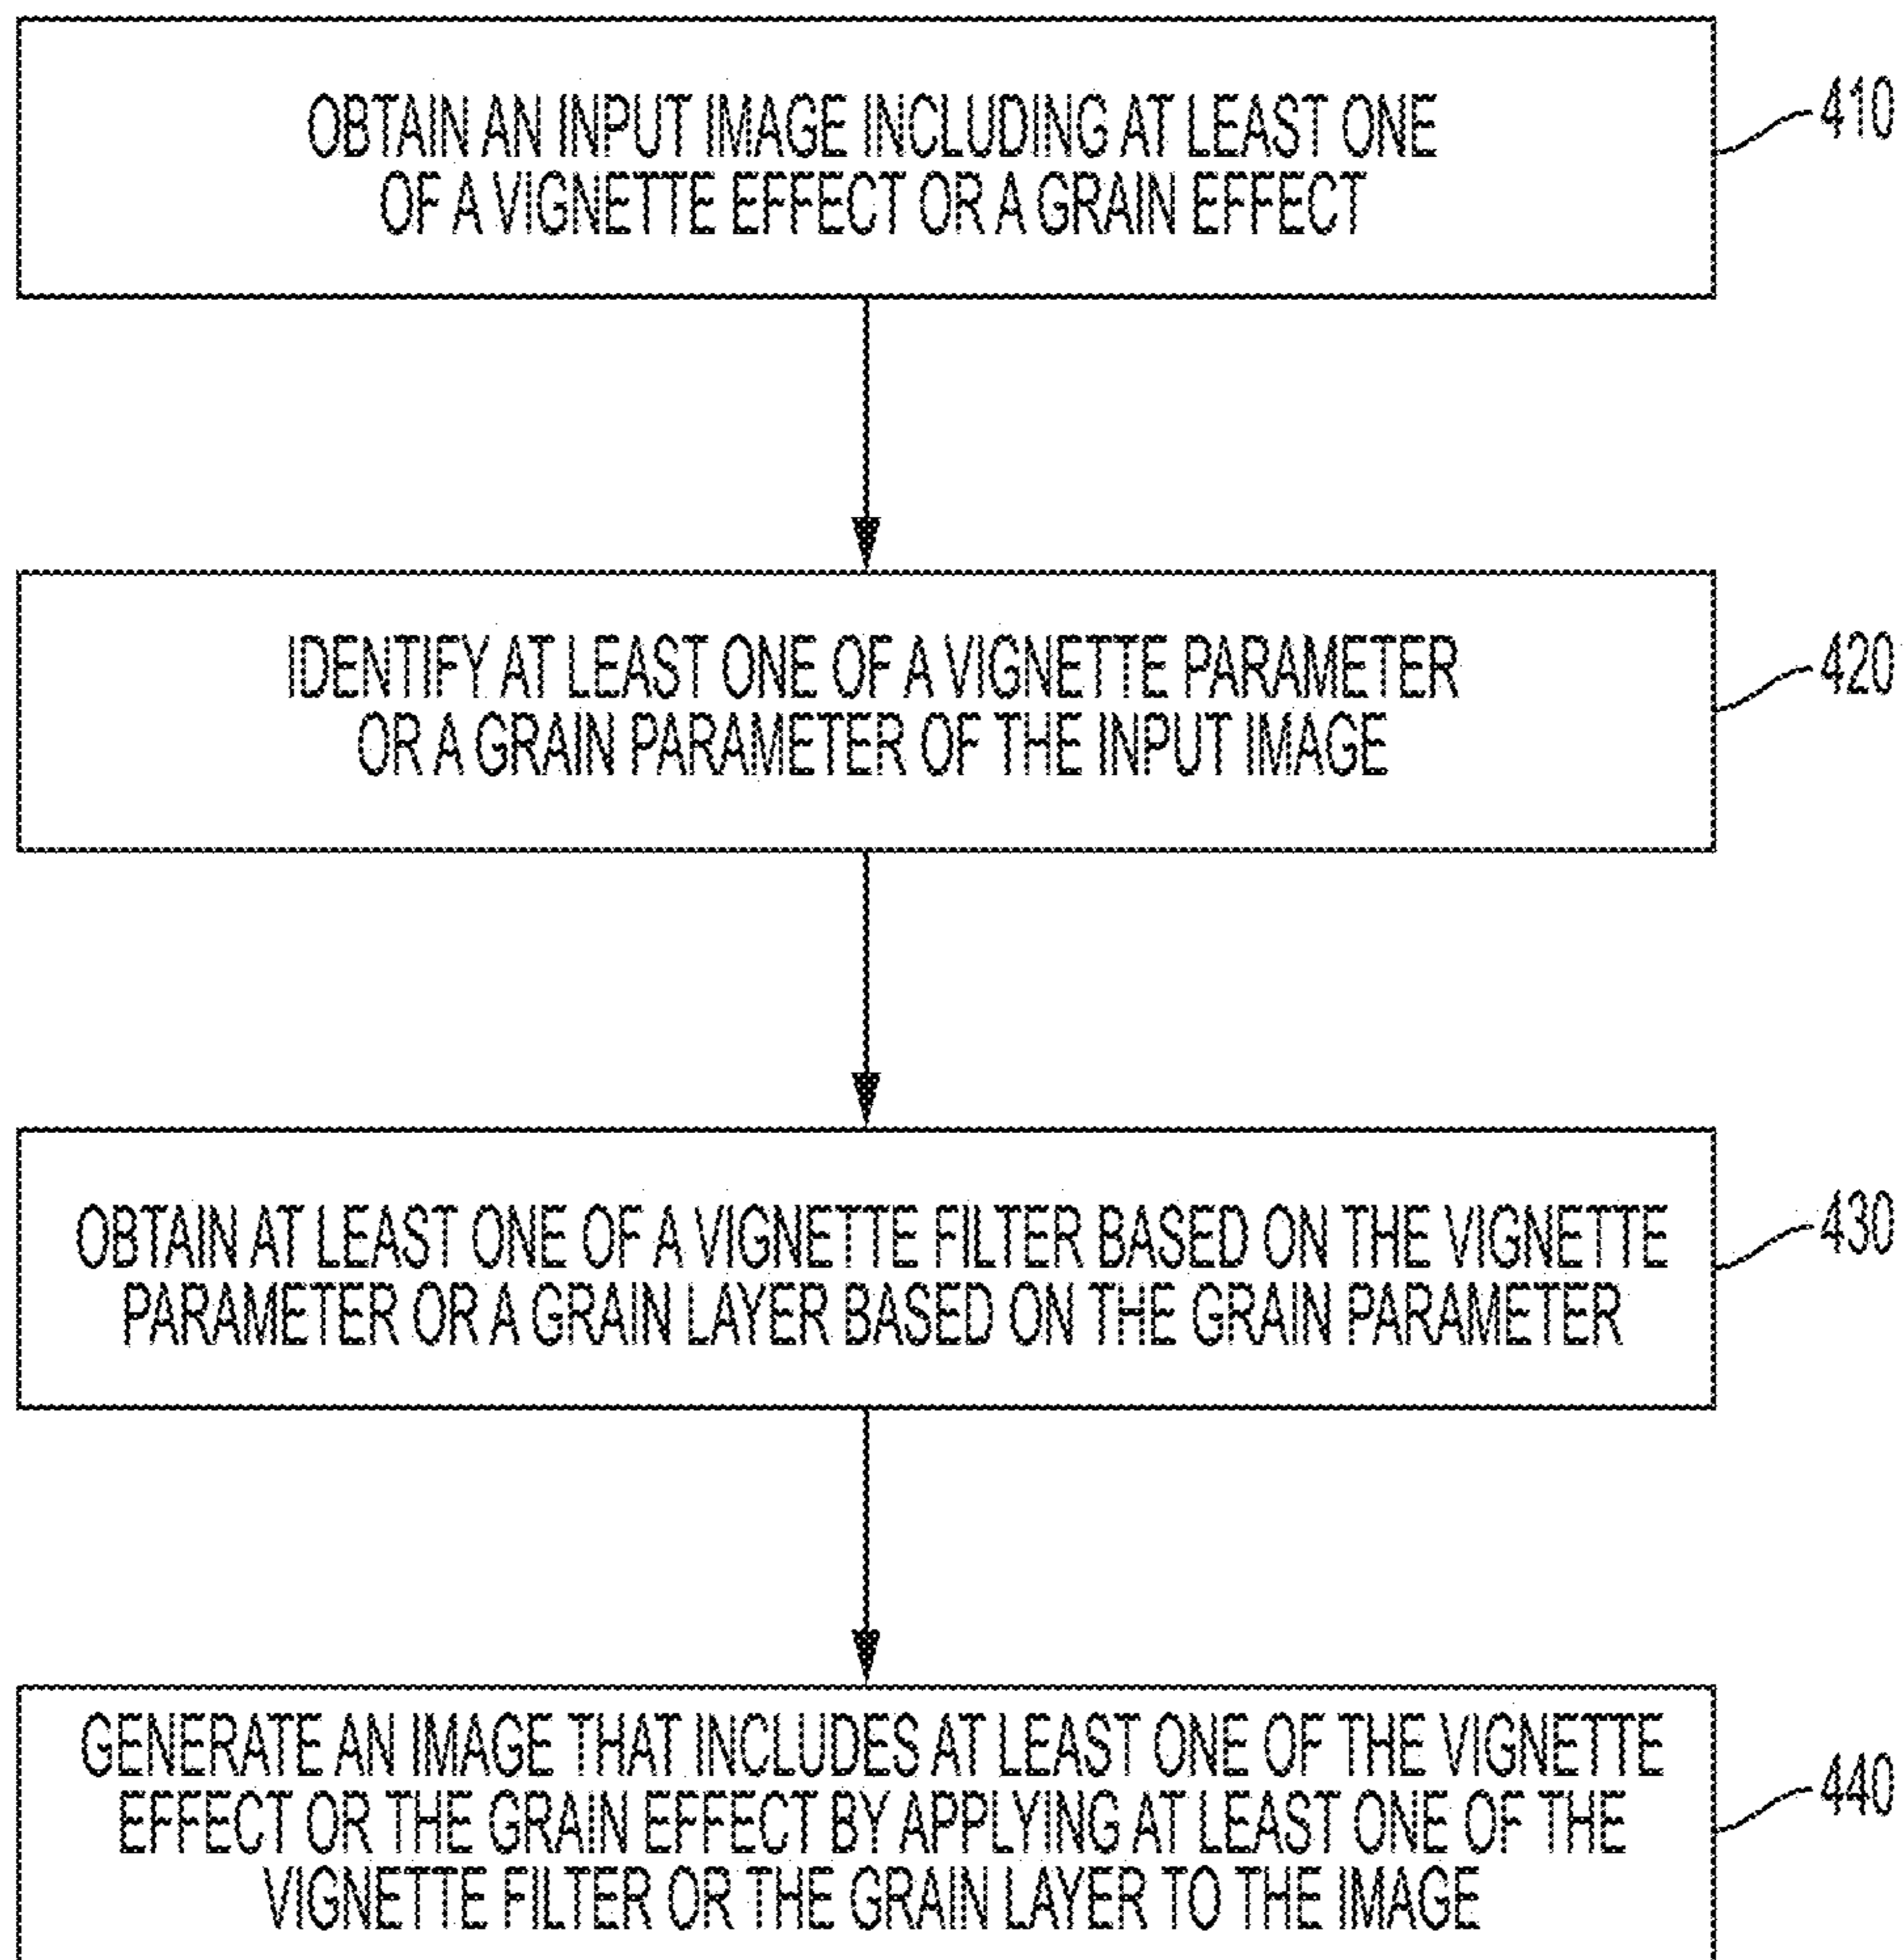 OBTAIN AN INPUT IMAGE INCLUDING AT LEAST ONE
OF A VIGNETTE EFFECT OR A GRAIN EFFECT
410
IDENTIFY AT LEAST ONE OF A VIGNETTE PARAMETER
OR A GRAIN PARAMETER OF THE INPUT IMAGE
420
OBTAIN AT LEAST ONE OF A VIGNETTE FILTER BASED ON THE VIGNETTE
PARAMETER OR A GRAIN LAYER BASED ON THE GRAIN PARAMETER
430
GENERATE AN IMAGE THAT INCLUDES AT LEAST ONE OF THE VIGNETTE
EFFECT OR THE GRAIN EFFECT BY APPLYING AT LEAST ONE OF THE
VIGNETTE FILTER OR THE GRAIN LAYER TO THE IMAGE
440